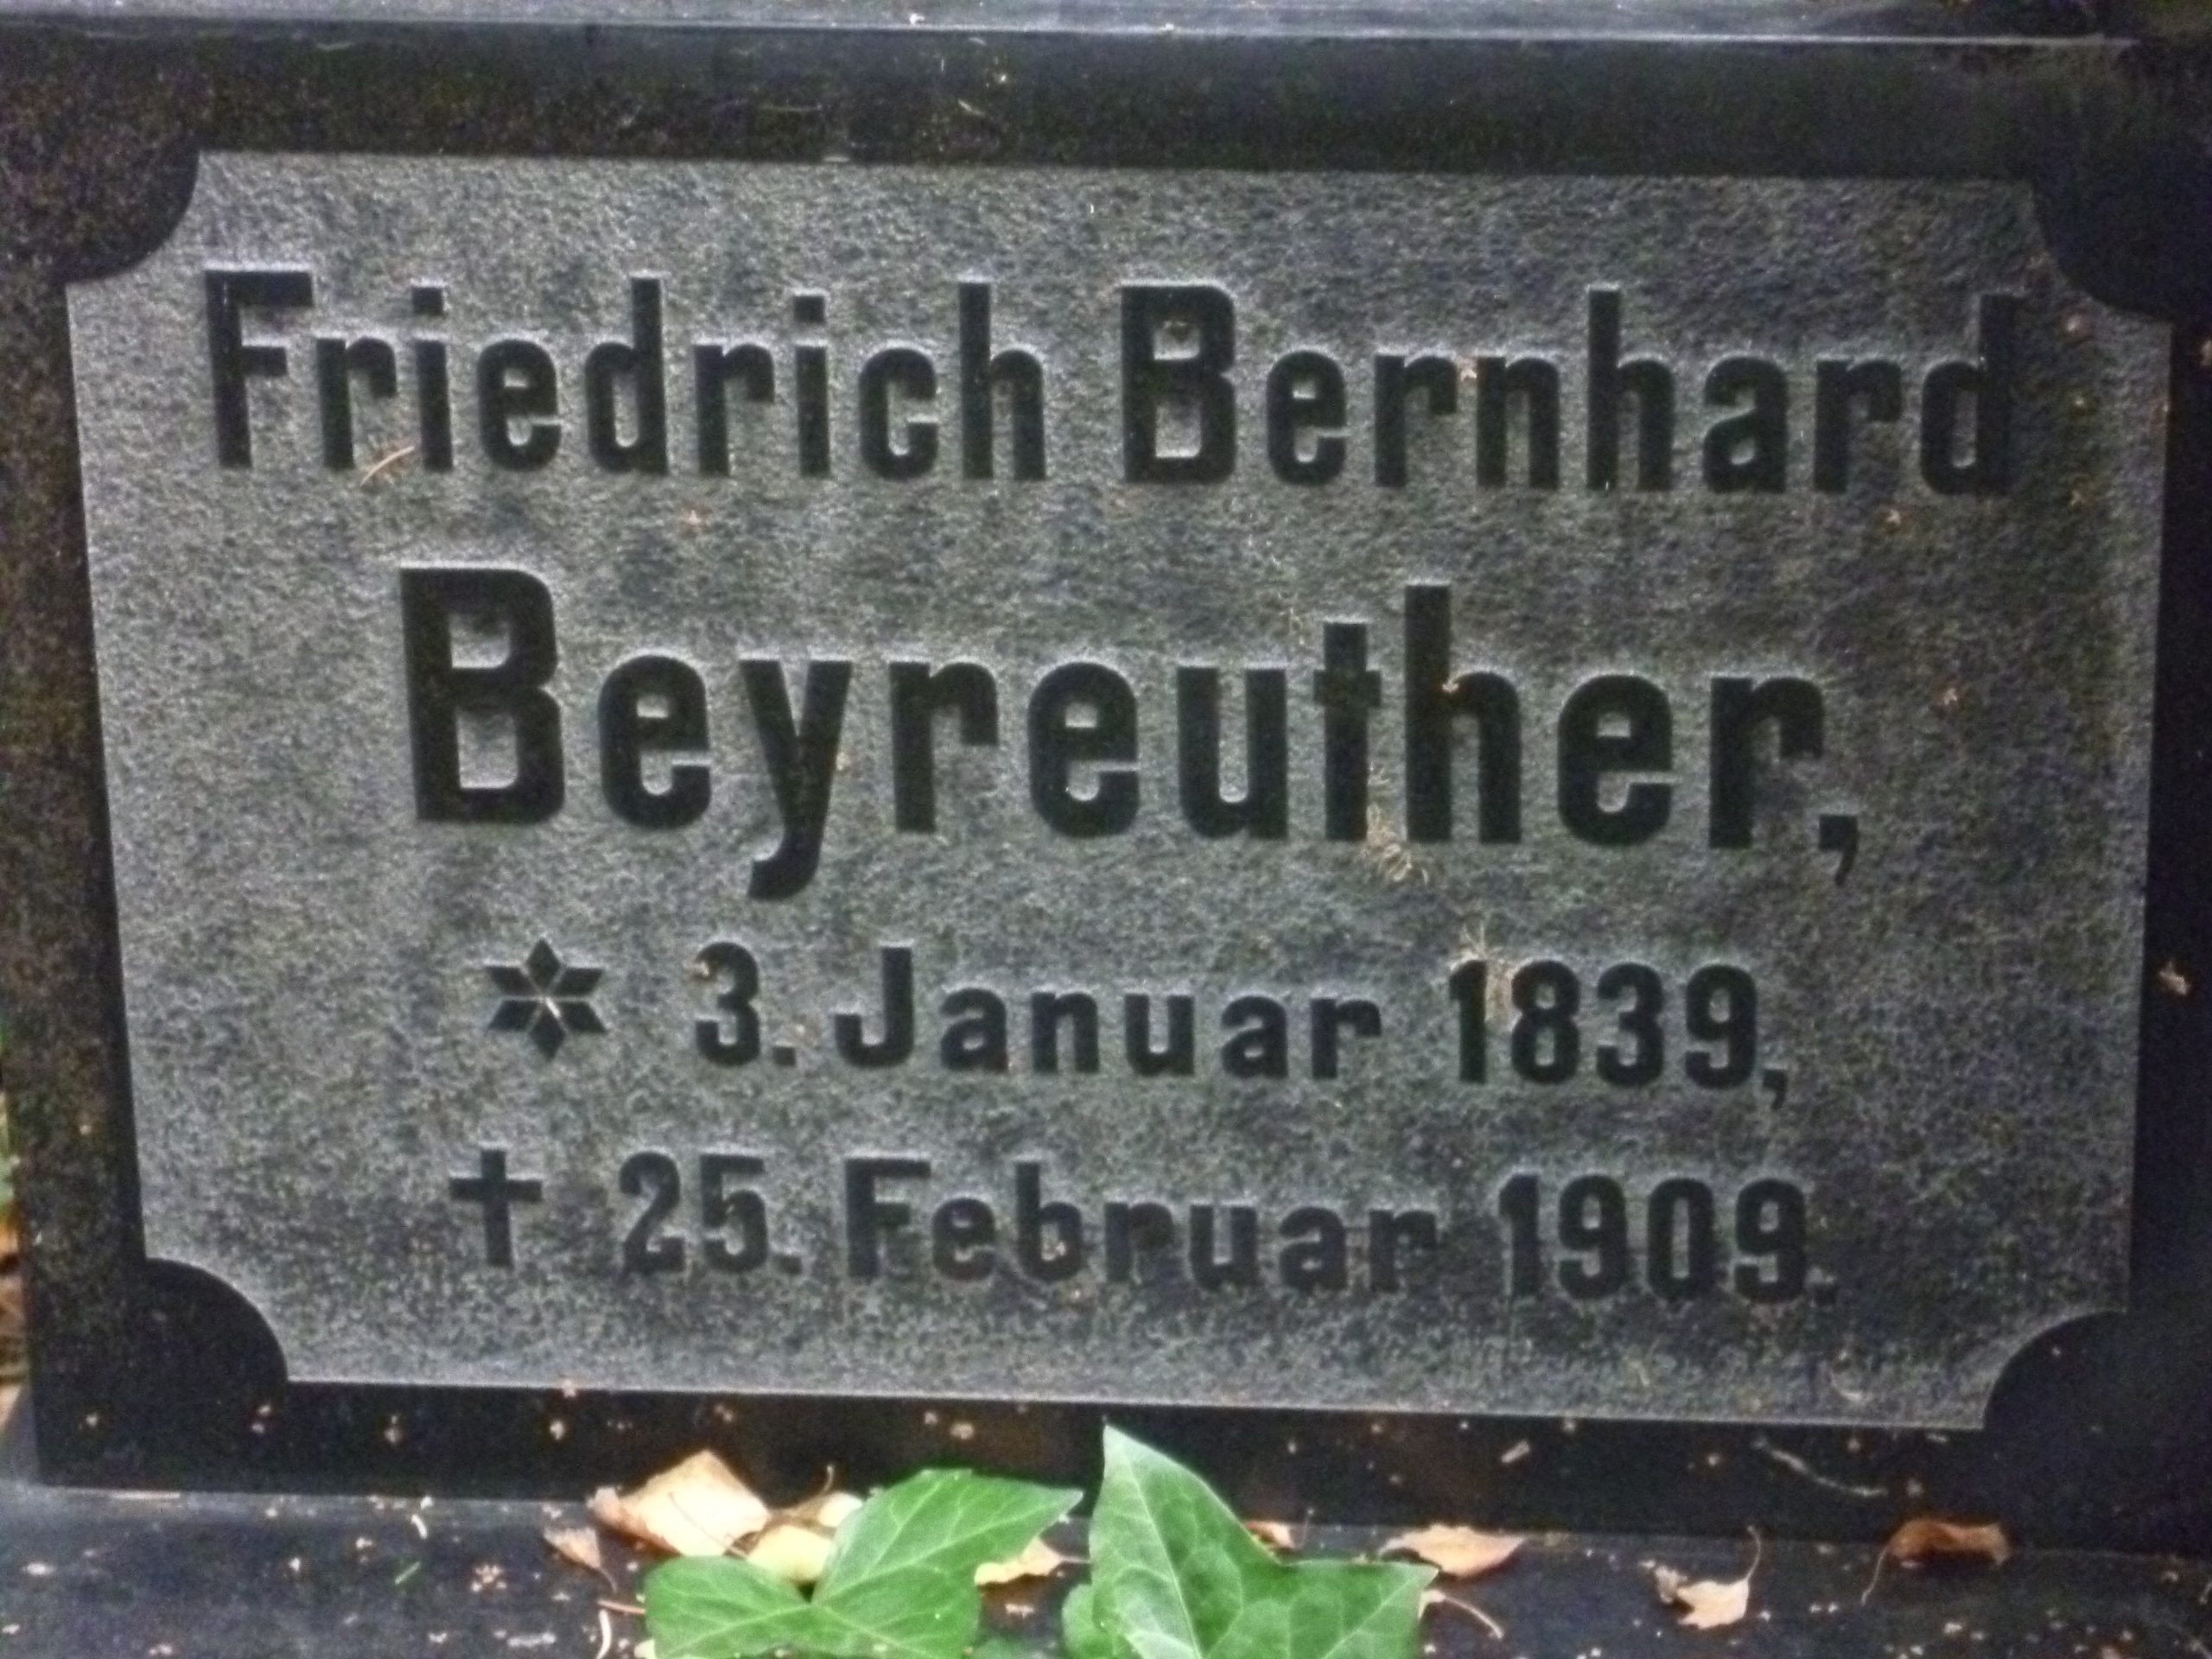 Friedrich Bernhard
Beyreuther,
* 3. Januar 1839,
† 25. Februar 1909.